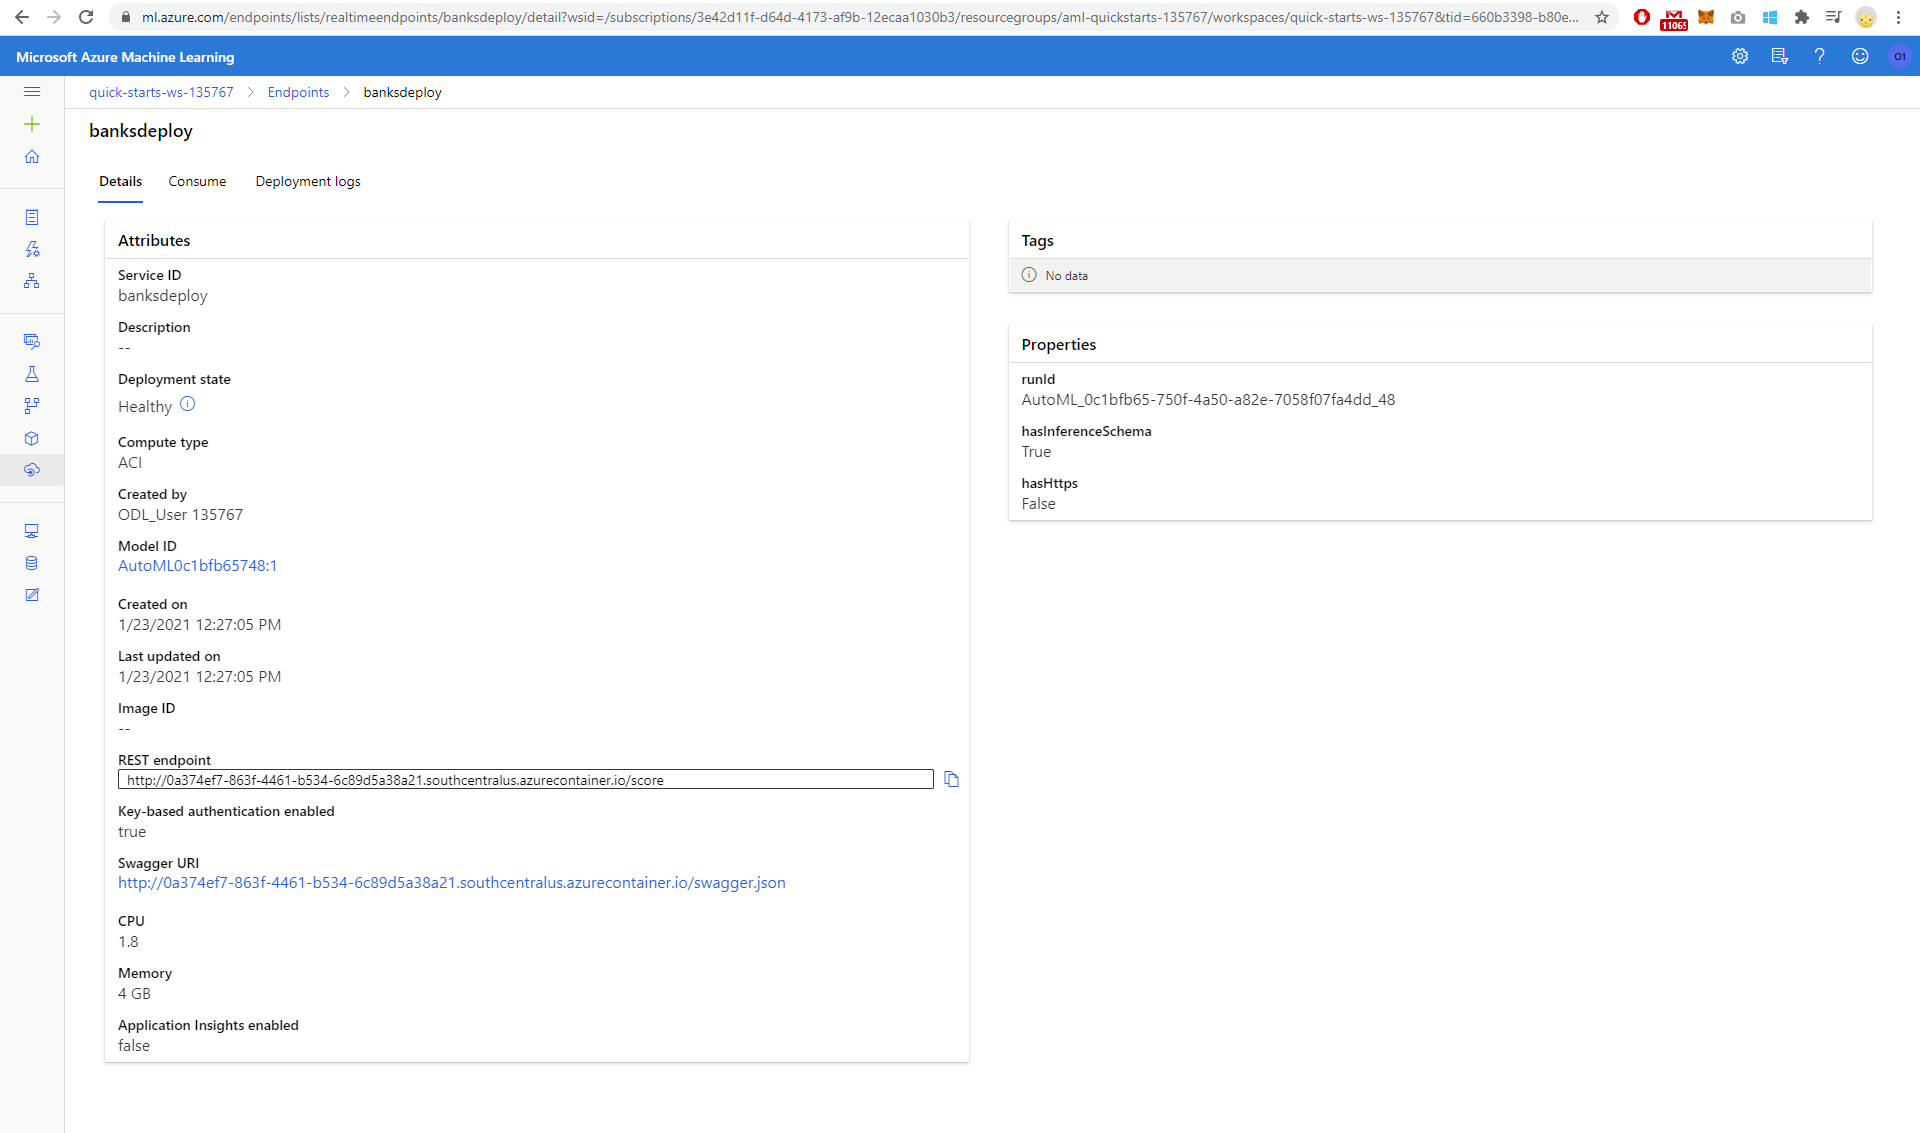 ml.azure.com/endpoints/lists/realtimeendpoints/banksdeploy/detail?wsid=/subscriptions/3e42d11f-d64d-4173-af9b-12ecaa1030b3/resourcegroups/aml-quickstarts-135767/workspaces/quick-starts-ws-135767&tid=660b3398-b80e...
11065
Microsoft Azure Machine Learning
O1
quick-starts-ws-135767 > Endpoints > banksdeploy
banksdeploy
Details Consume Deployment logs
Attributes
Service ID
banksdeploy
Description
--
Deployment state
Healthy
Compute type
ACI
Created by
ODL_User 135767
Model ID
AutoML0c1bfb65748:1
Created on
1/23/2021 12:27:05 PM
Last updated on
1/23/2021 12:27:05 PM
Image ID
--
REST endpoint
http://0a374ef7-863f-4461-b534-6c89d5a38a21.southcentralus.azurecontainer.io/score
Key-based authentication enabled
true
Swagger URI
http://0a374ef7-863f-4461-b534-6c89d5a38a21.southcentralus.azurecontainer.io/swagger.json
CPU
1.8
Memory
4 GB
Application Insights enabled
false
Tags
No data
Properties
runId
AutoML_0c1bfb65-750f-4a50-a82e-7058f07fa4dd_48
hasInferenceSchema
True
hasHttps
False